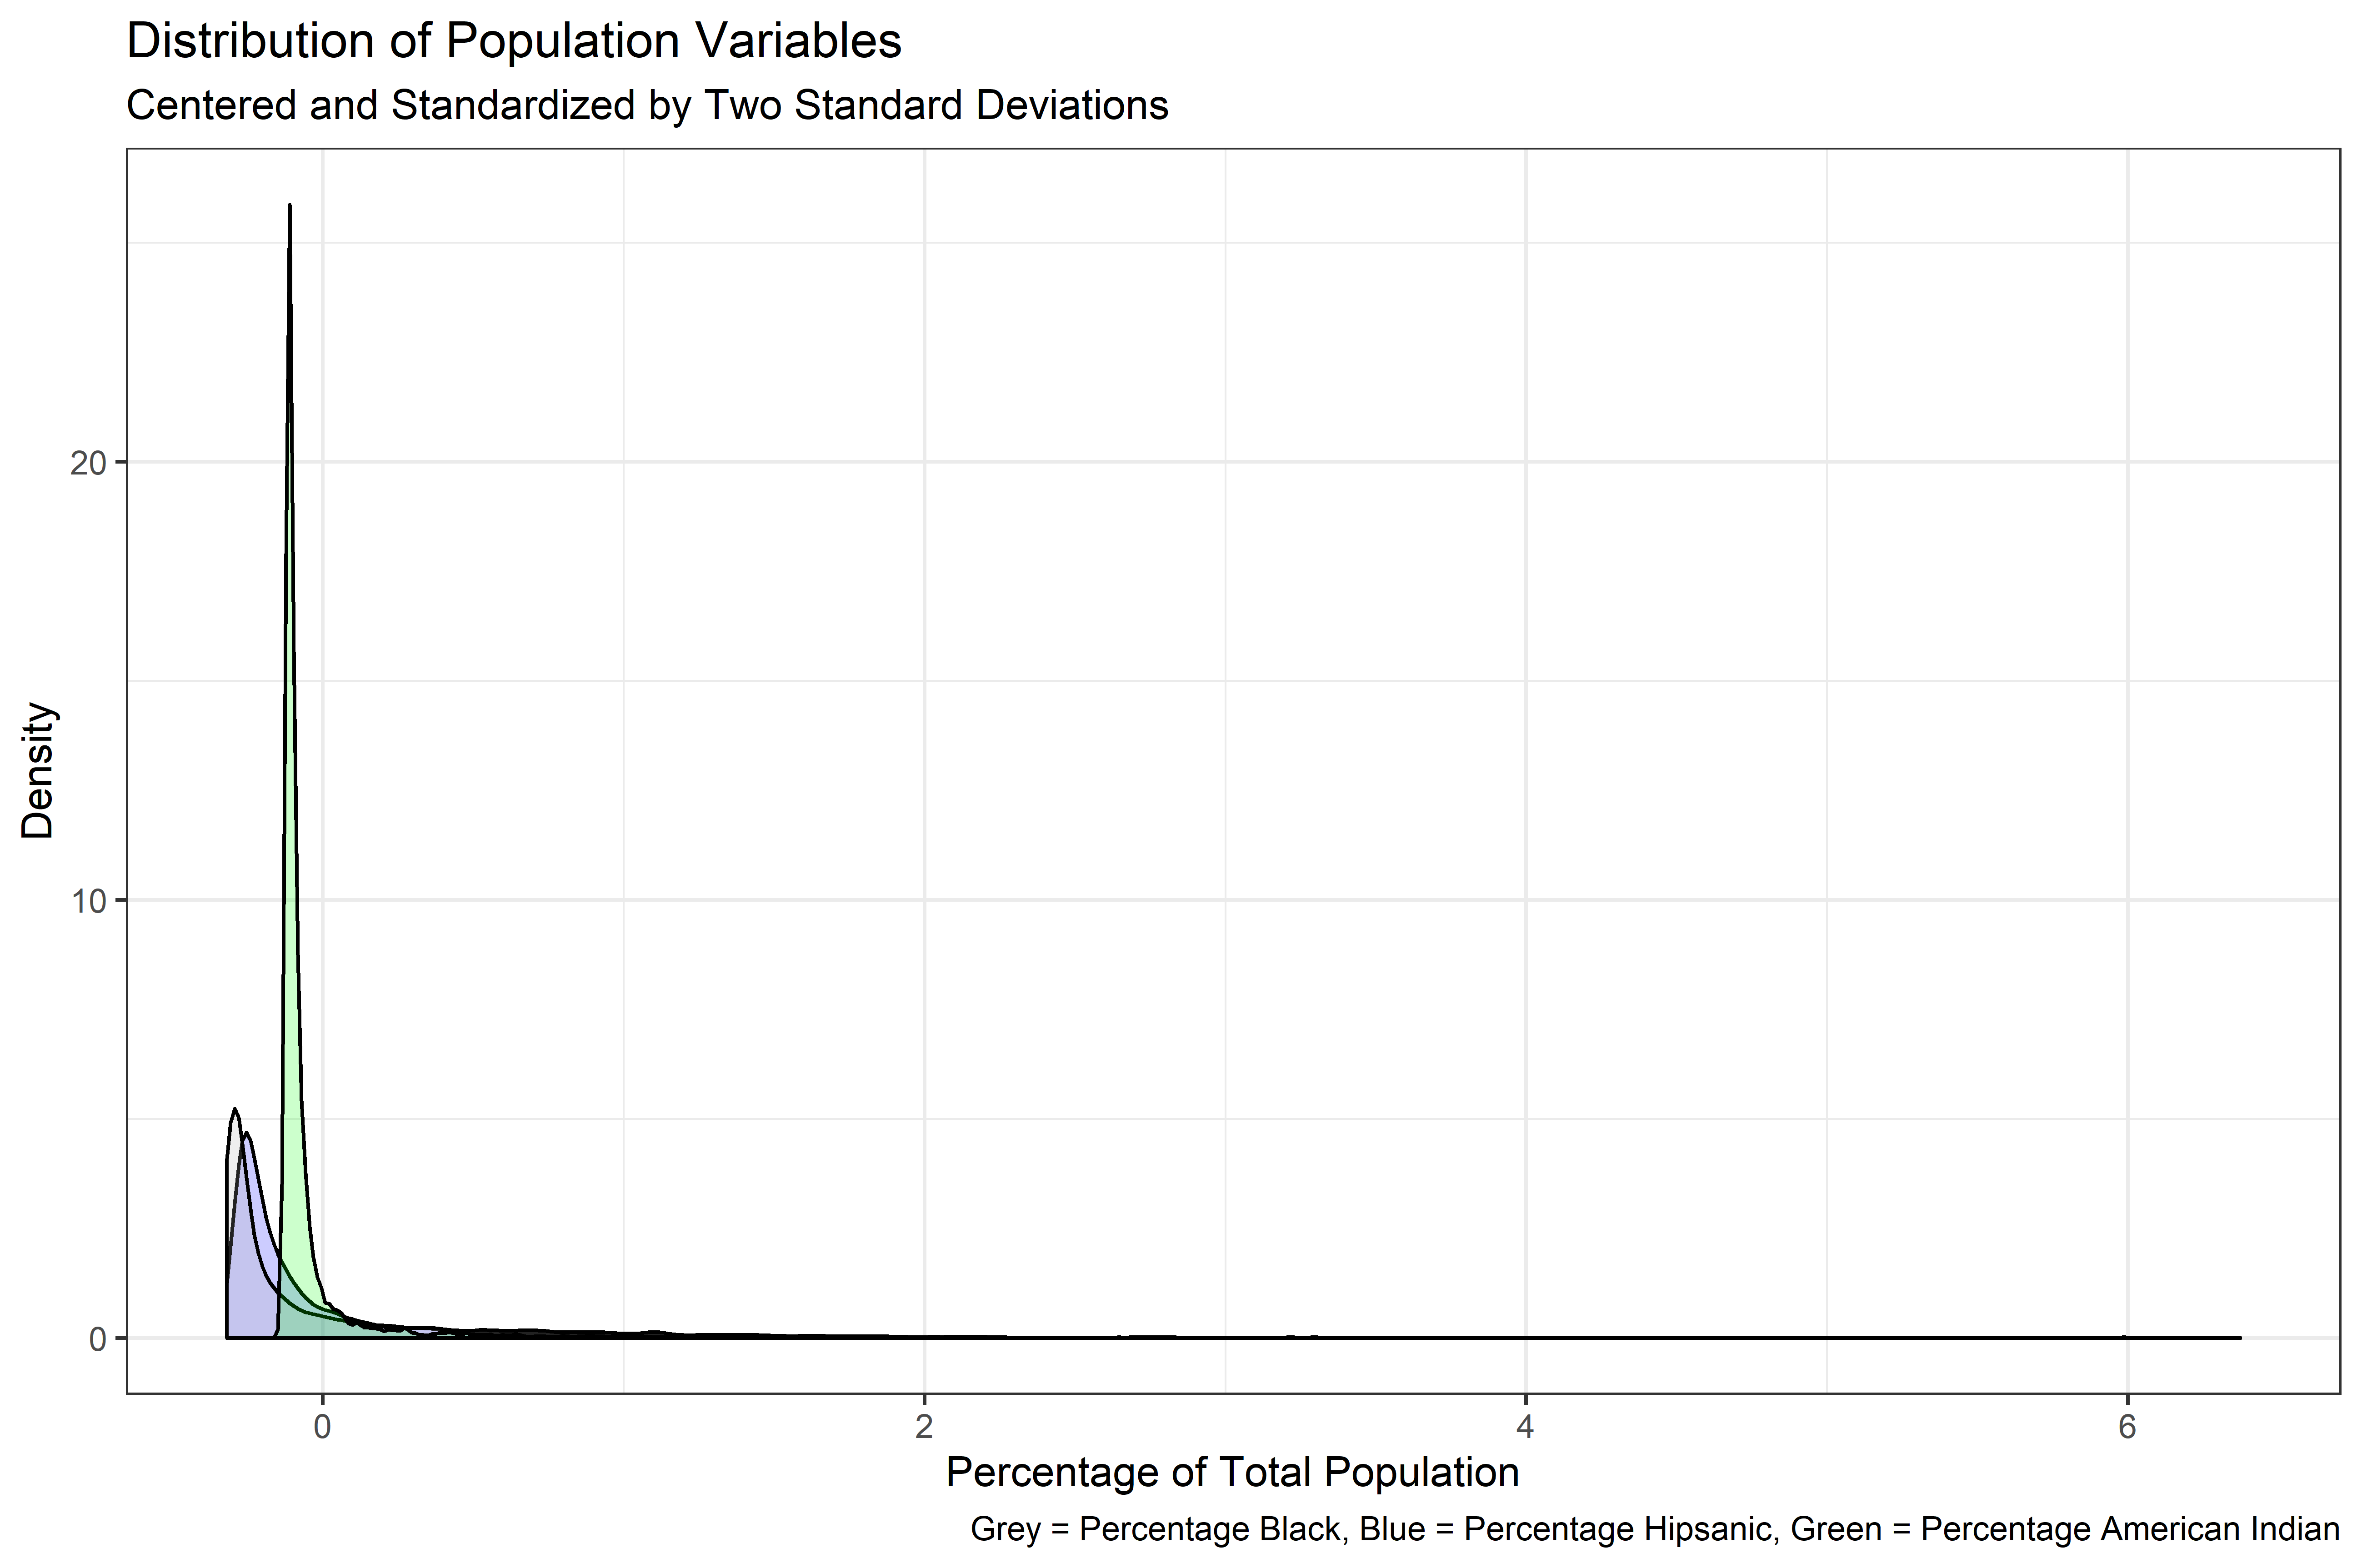 Distribution of Population Variables
Centered and Standardized by Two Standard Deviations
Density
20
10
0
0 2 4 6
Percentage of Total Population
Grey = Percentage Black, Blue = Percentage Hipsanic, Green = Percentage American Indian